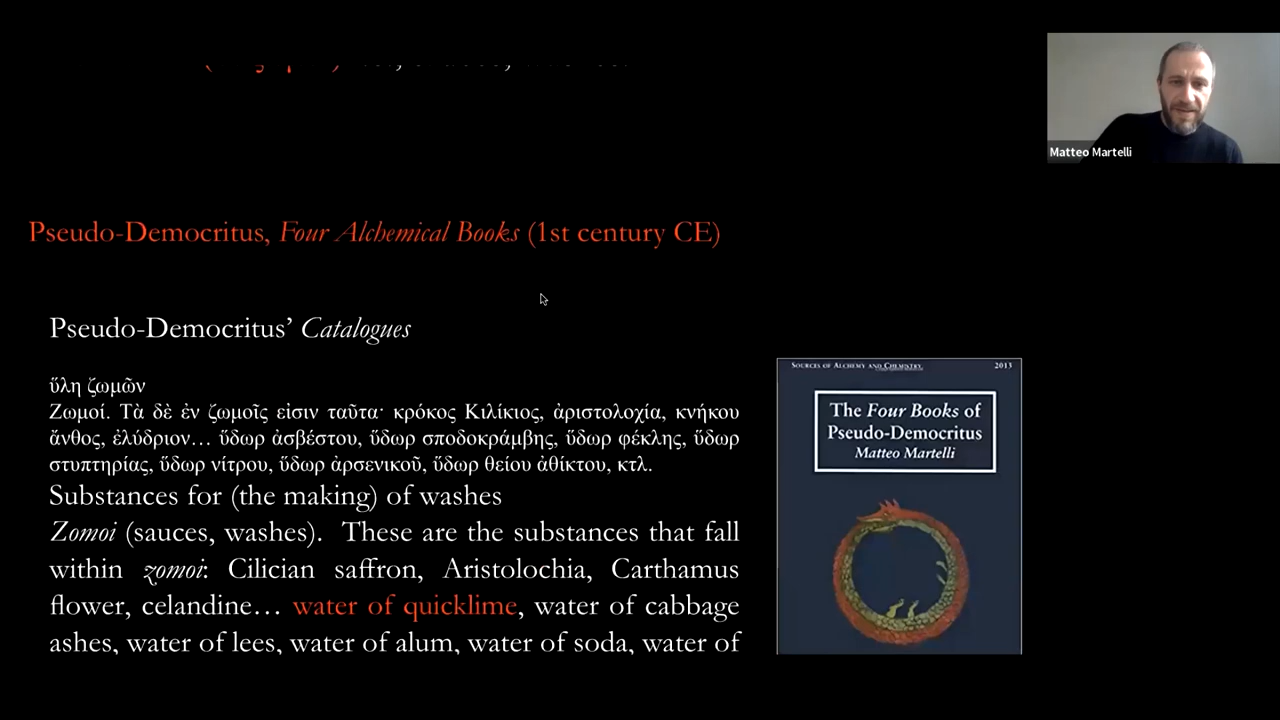 Matteo Martelli
Pseudo-Democritus, Four Alchemical Books (1st century CE)
Pseudo-Democritus’ Catalogues
ὕλη ζωμῶν
Ζωμοί. Τὰ δὲ ἐν ζωμοῖς εἰσιν ταῦτα· κρόκος Κιλίκιος, ἀριστολοχία, κνήκου
ἄνθος, ἐλύδριον… ὕδωρ ἀσβέστου, ὕδωρ σποδοκράμβης, ὕδωρ φέκλης, ὕδωρ
στυπτηρίας, ὕδωρ νίτρου, ὕδωρ ἀρσενικοῦ, ὕδωρ θείου ἀθίκτου, κτλ.
Substances for (the making) of washes
Zomoi (sauces, washes). These are the substances that fall
within zomoi: Cilician saffron, Aristolochia, Carthamus
flower, celandine… water of quicklime, water of cabbage
ashes, water of lees, water of alum, water of soda, water of
SOURCES OF ALCHEMY AND CHEMISTRY 2013
The Four Books of
Pseudo-Democritus
Matteo Martelli